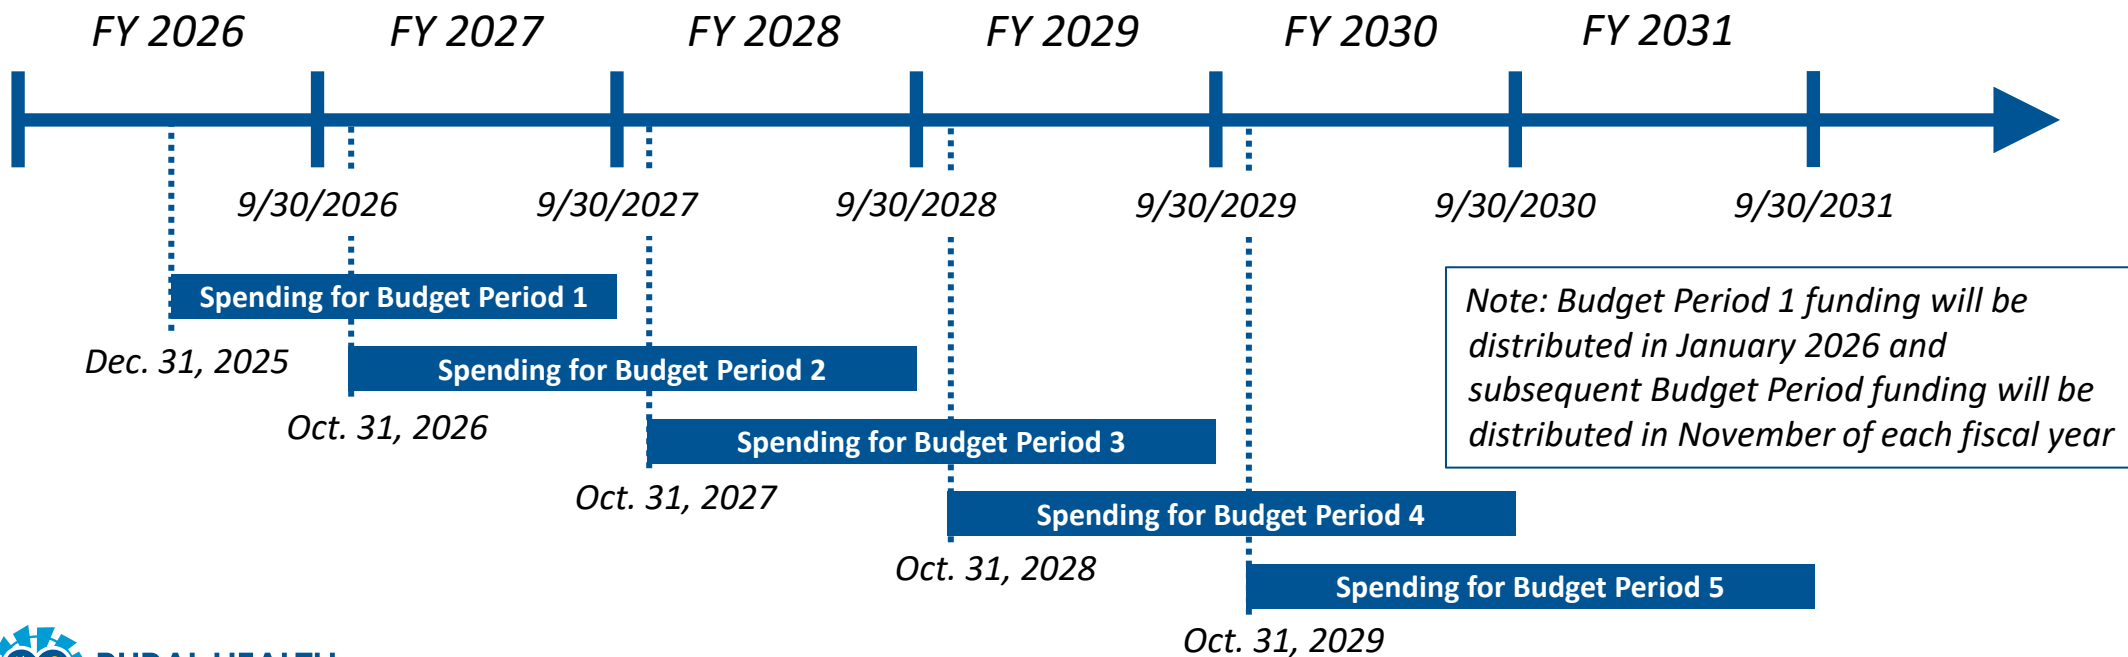 FY 2026 FY 2027 FY 2028 FY 2029 FY 2030 FY 2031
9/30/2026 9/30/2027 9/30/2028 9/30/2029 9/30/2030 9/30/2031
Spending for Budget Period 1
Dec. 31, 2025
Spending for Budget Period 2
Oct. 31, 2026
Spending for Budget Period 3
Oct. 31, 2027
Spending for Budget Period 4
Oct. 31, 2028
Spending for Budget Period 5
Oct. 31, 2029
Note: Budget Period 1 funding will be
distributed in January 2026 and
subsequent Budget Period funding will be
distributed in November of each fiscal year
RURAL HEALTH